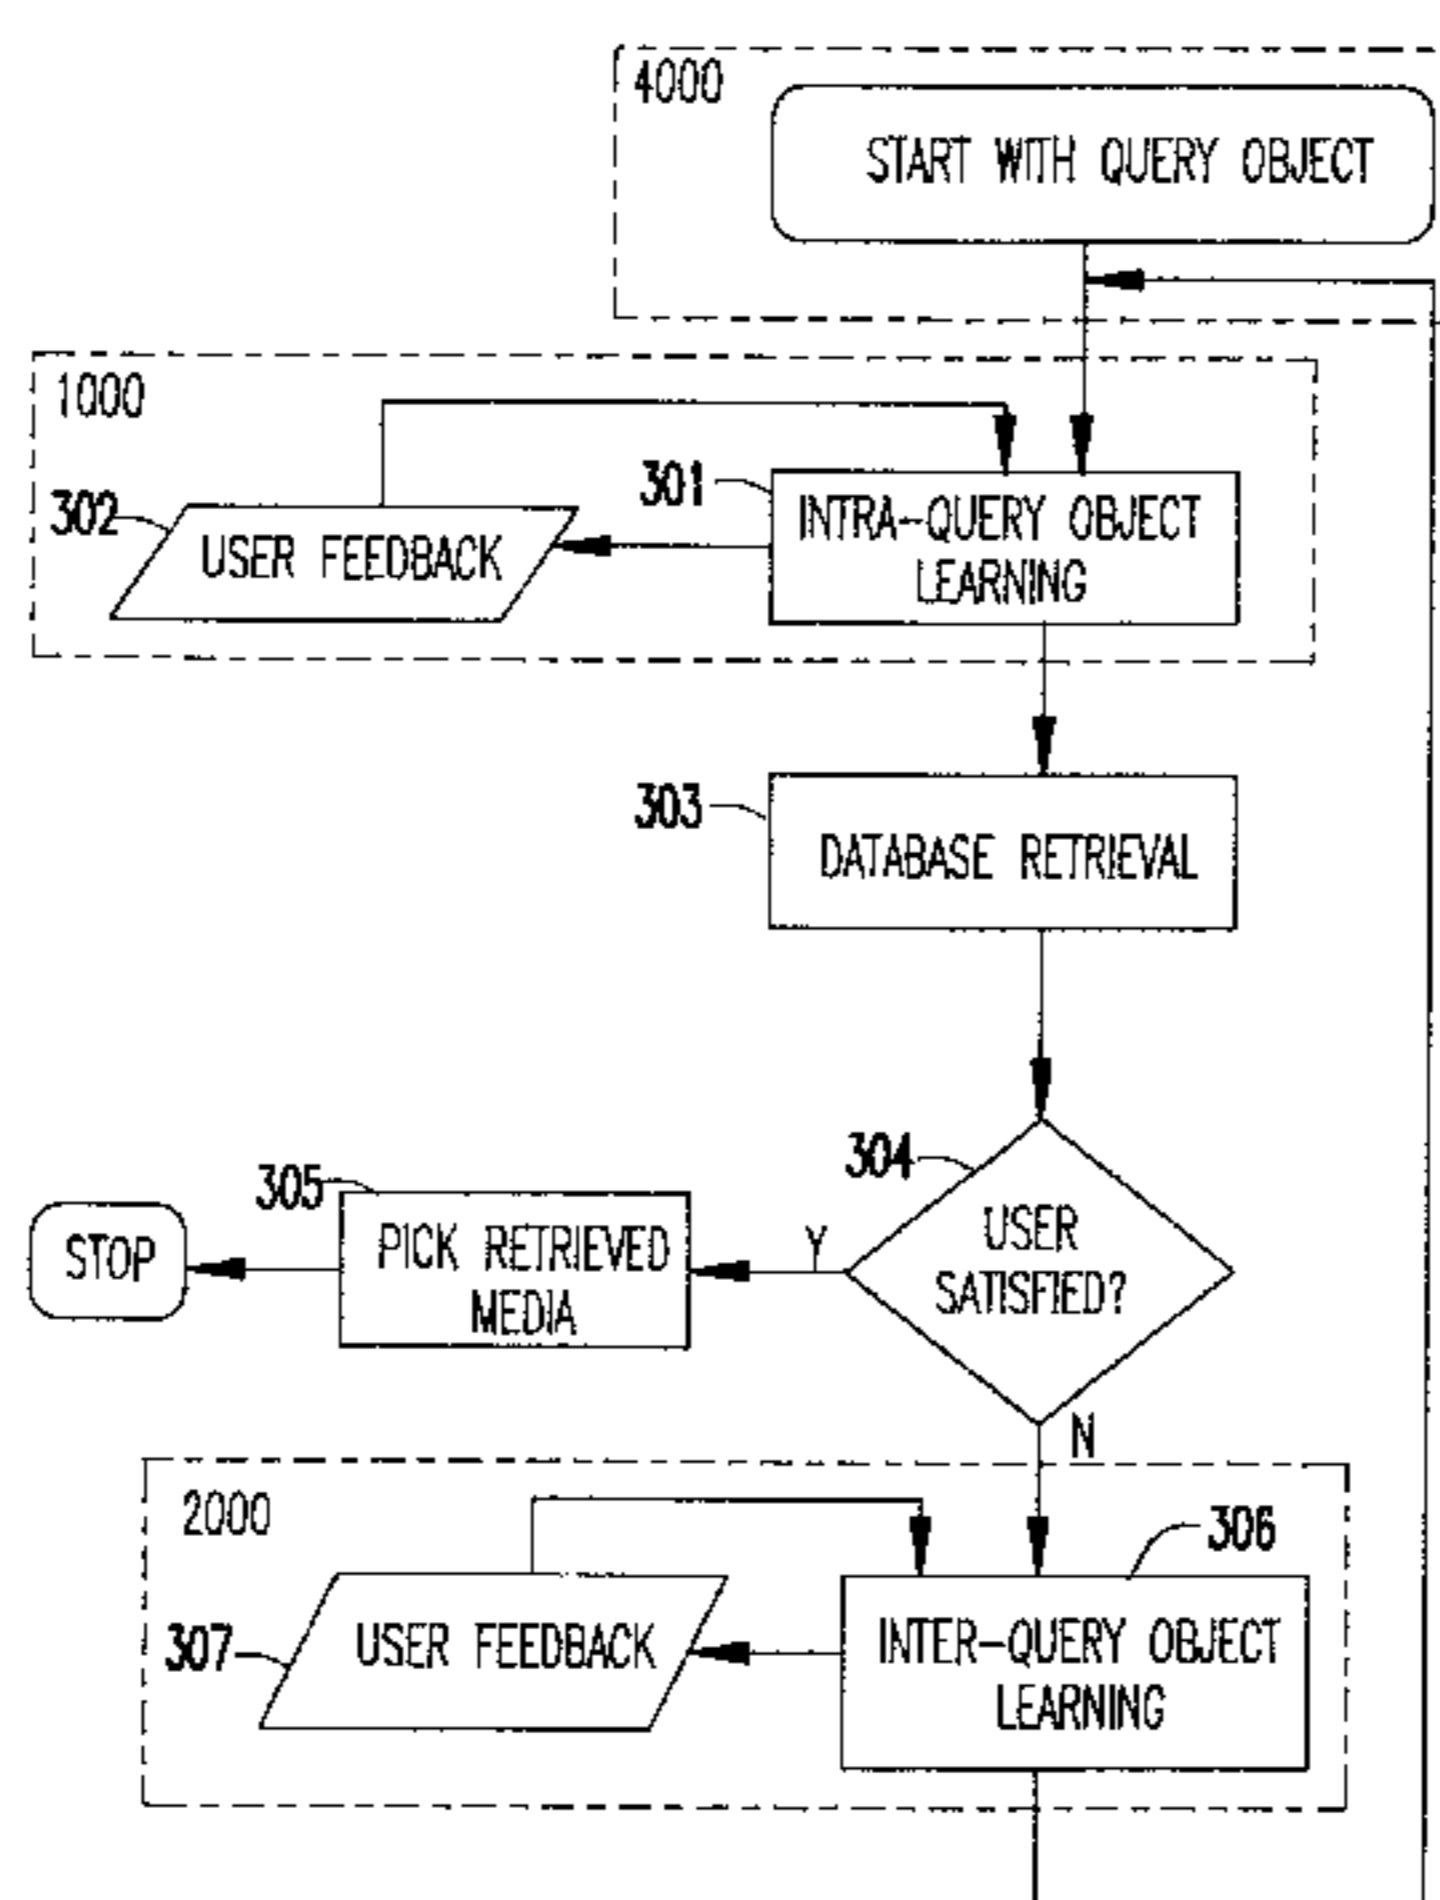 4000
START WITH QUERY OBJECT
1000
302
USER FEEDBACK
301
INTRA-QUERY OBJECT
LEARNING
303
DATABASE RETRIEVAL
304
USER
SATISFIED?
Y
305
PICK RETRIEVED
MEDIA
STOP
N
2000
306
307
USER FEEDBACK
INTER-QUERY OBJECT
LEARNING